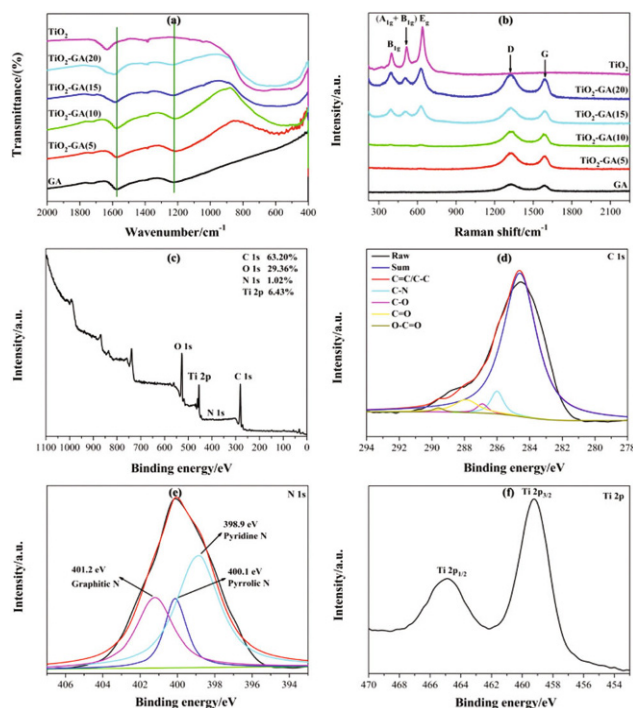 (a)
TiO2
TiO2-GA(20)
TiO2-GA(15)
TiO2-GA(10)
TiO2-GA(5)
GA
Transmittance/(%)
2000 1600 1200 800 400
Wavenumber/cm-1
(b)
(A1g + B1g) Eg
B1g
D
G
TiO2
TiO2-GA(20)
TiO2-GA(15)
TiO2-GA(10)
TiO2-GA(5)
GA
Intensity/a.u.
300 600 900 1200 1500 1800 2100
Raman shift/cm-1
(c)
C 1s 63.20%
O 1s 29.36%
N 1s 1.02%
Ti 2p 6.43%
O 1s
Ti 2p
C 1s
N 1s
Intensity/a.u.
1100 1000 900 800 700 600 500 400 300 200 100 0
Binding energy/eV
(d)
C 1s
Raw
Sum
C=C/C-C
C-N
C-O
C=O
O-C=O
Intensity/a.u.
294 292 290 288 286 284 282 280 278
Binding energy/eV
(e)
N 1s
398.9 eV
Pyridine N
401.2 eV
Graphitic N
400.1 eV
Pyrrolic N
Intensity/a.u.
406 404 402 400 398 396 394
Binding energy/eV
(f)
Ti 2p3/2
Ti 2p
Ti 2p1/2
Intensity/a.u.
470 468 466 464 462 460 458 456 454
Binding energy/eV